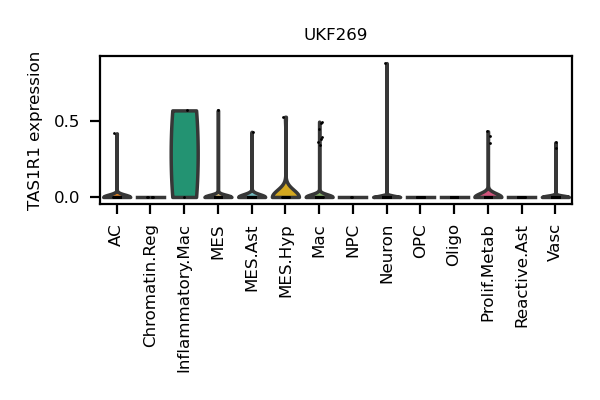 UKF269
TAS1R1 expression
0.5
0.0
AC
Chromatin.Reg
Inflammatory.Mac
MES
MES.Ast
MES.Hyp
Mac
NPC
Neuron
OPC
Oligo
Prolif.Metab
Reactive.Ast
Vasc